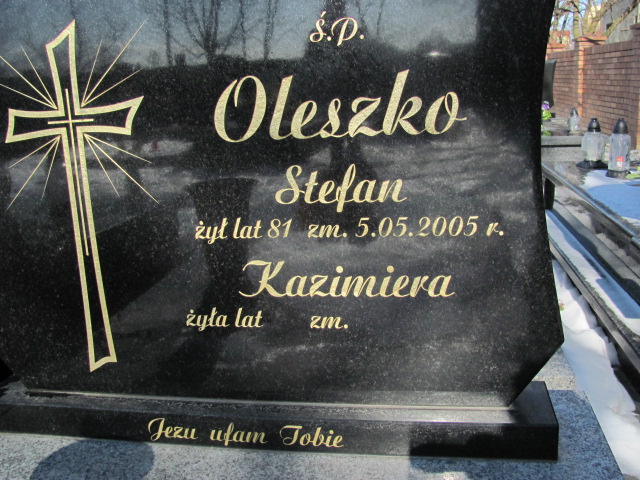 Ś.P.
Oleszko
Stefan
żył lat 81 zm. 5.05.2005 r.
Kazimiera
żyła lat zm.
Jezu ufam Tobie